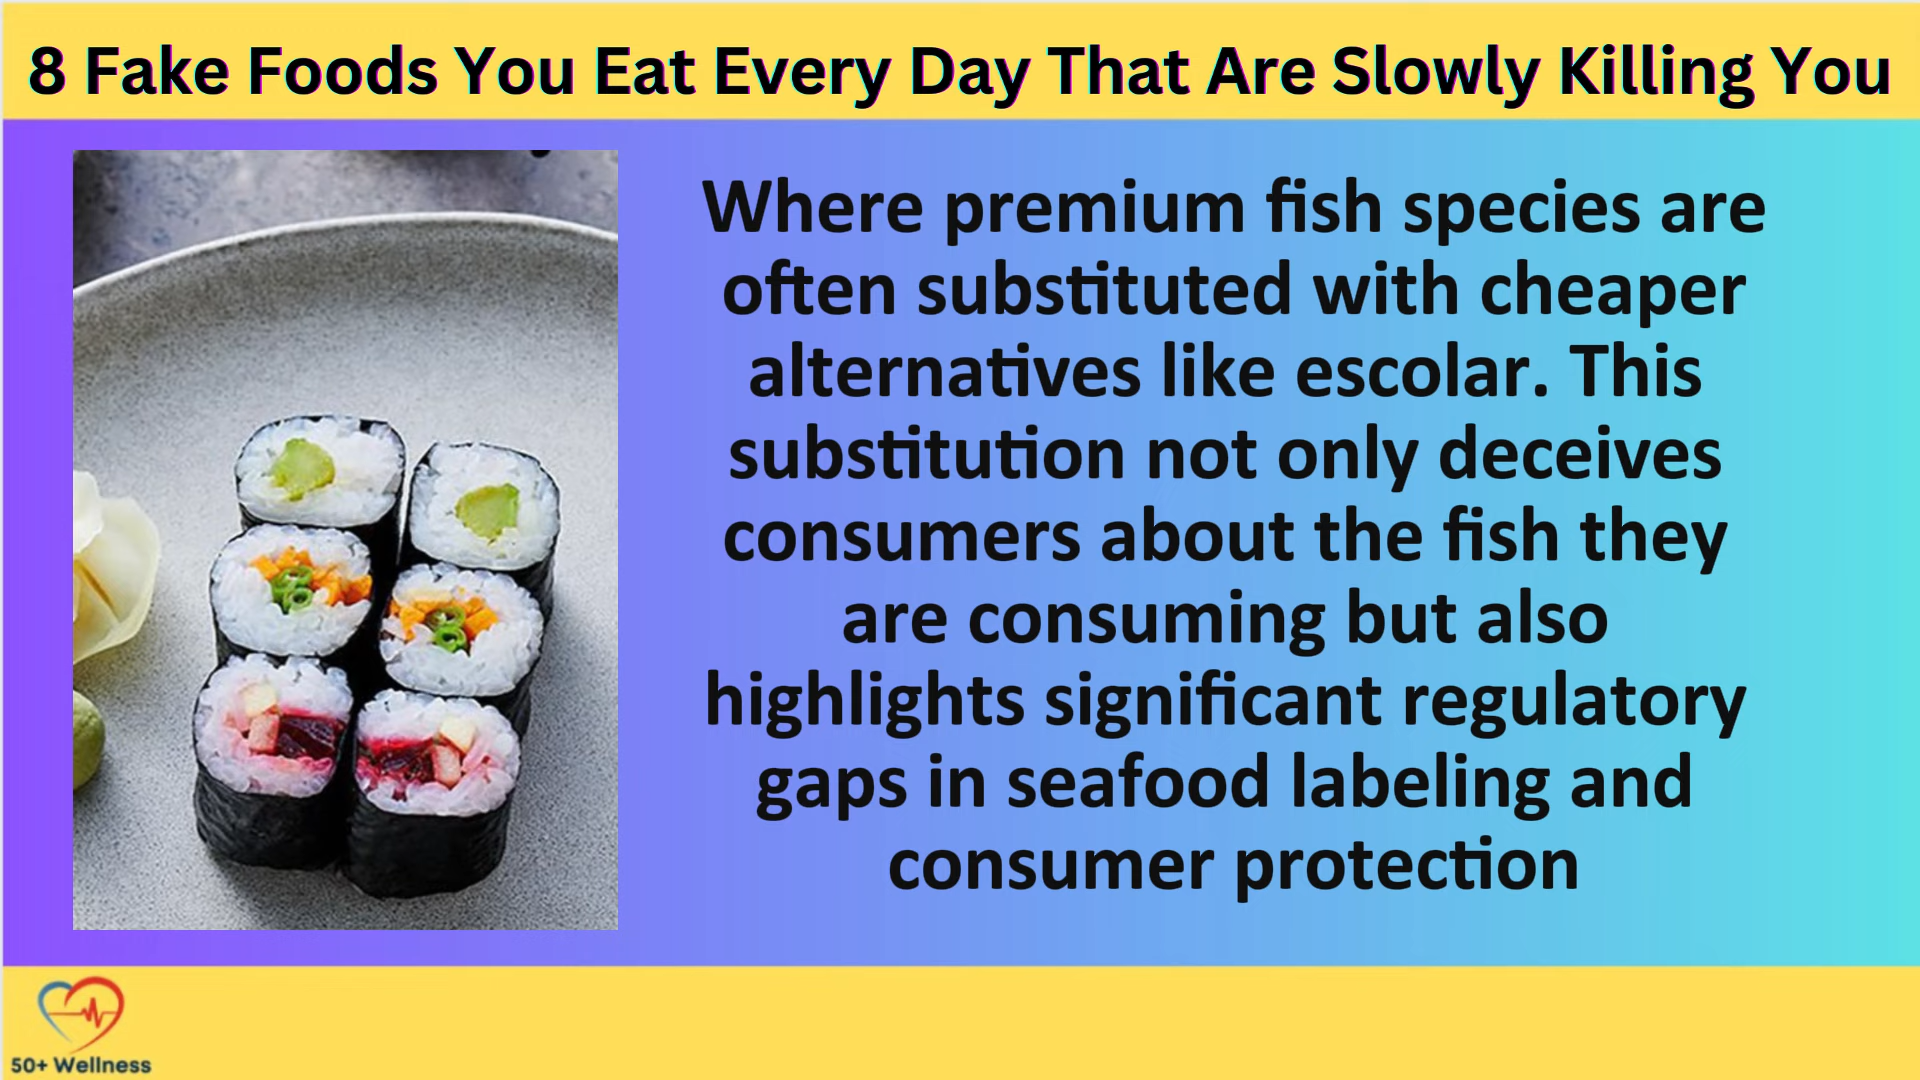 8 Fake Foods You Eat Every Day That Are Slowly Killing You
Where premium fish species are
often substituted with cheaper
alternatives like escolar. This
substitution not only deceives
consumers about the fish they
are consuming but also
highlights significant regulatory
gaps in seafood labeling and
consumer protection
50+ Wellness